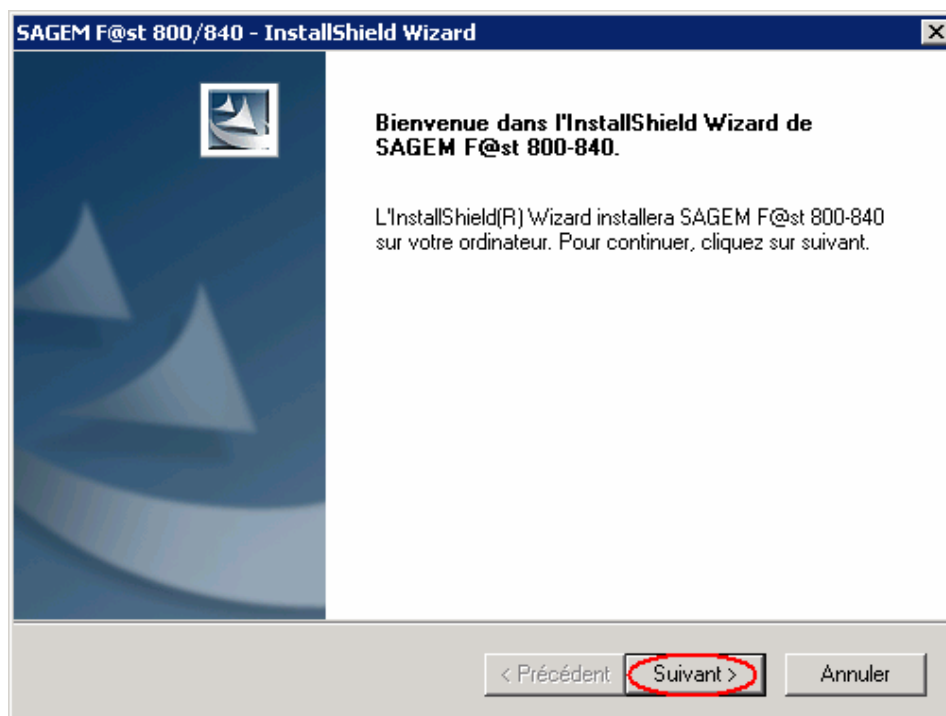 SAGEM F@st 800/840 - InstallShield Wizard
Bienvenue dans l'InstallShield Wizard de
SAGEM F@st 800-840.
L'InstallShield(R) Wizard installera SAGEM F@st 800-840
sur votre ordinateur. Pour continuer, cliquez sur suivant.
< Précédent Suivant > Annuler